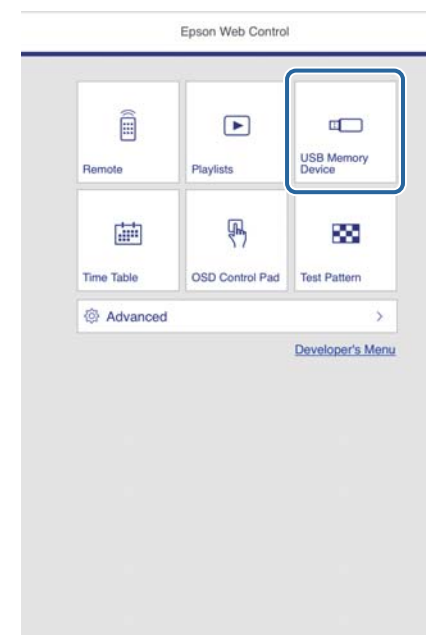 Epson Web Control
Remote
Playlists
USB Memory
Device
Time Table
OSD Control Pad
Test Pattern
Advanced
Developer's Menu